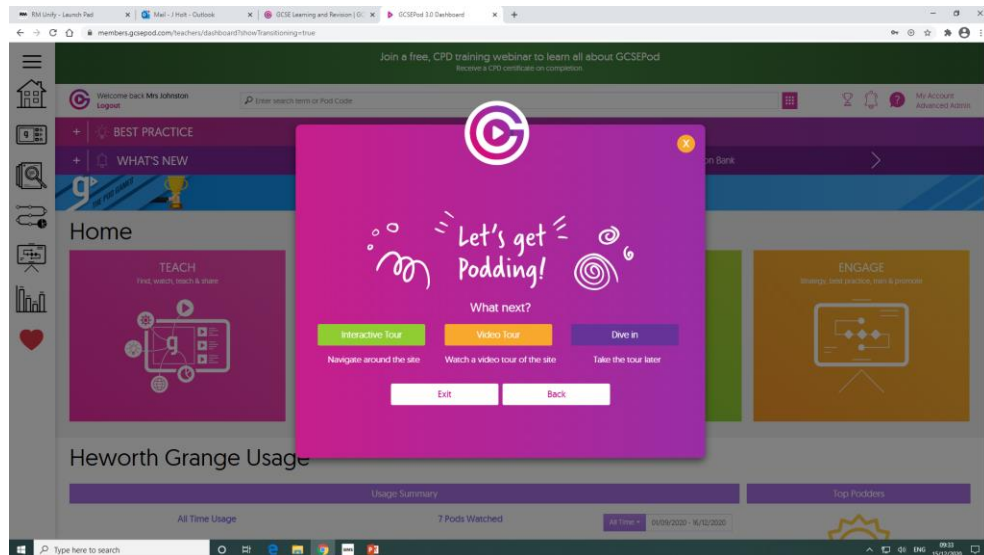 RM Unify - Launch Pad
Mail - J Holt - Outlook
GCSE Learning and Revision | G
GCSEPod 3.0 Dashboard
members.gcsepod.com/teachers/dashboard?showTransitioning=true
Join a free, CPD training webinar to learn all about GCSEPod
Receive a CPD certificate on completion
Welcome back Mrs Johnston
Logout
Enter search term or Pod Code
My Account
Advanced Admin
BEST PRACTICE
WHAT'S NEW
on Bank
X
Home
TEACH
Find, watch, teach & share
ENGAGE
Strategy, best practice, train & promote
Let's get
Podding!
What next?
Interactive Tour
Video Tour
Dive in
Navigate around the site
Watch a video tour of the site
Take the tour later
Exit
Back
Heworth Grange Usage
Usage Summary
Top Podders
All Time Usage
7 Pods Watched
All Time
01/09/2020 - 16/12/2020
Type here to search
ENG
09:33
15/12/2020